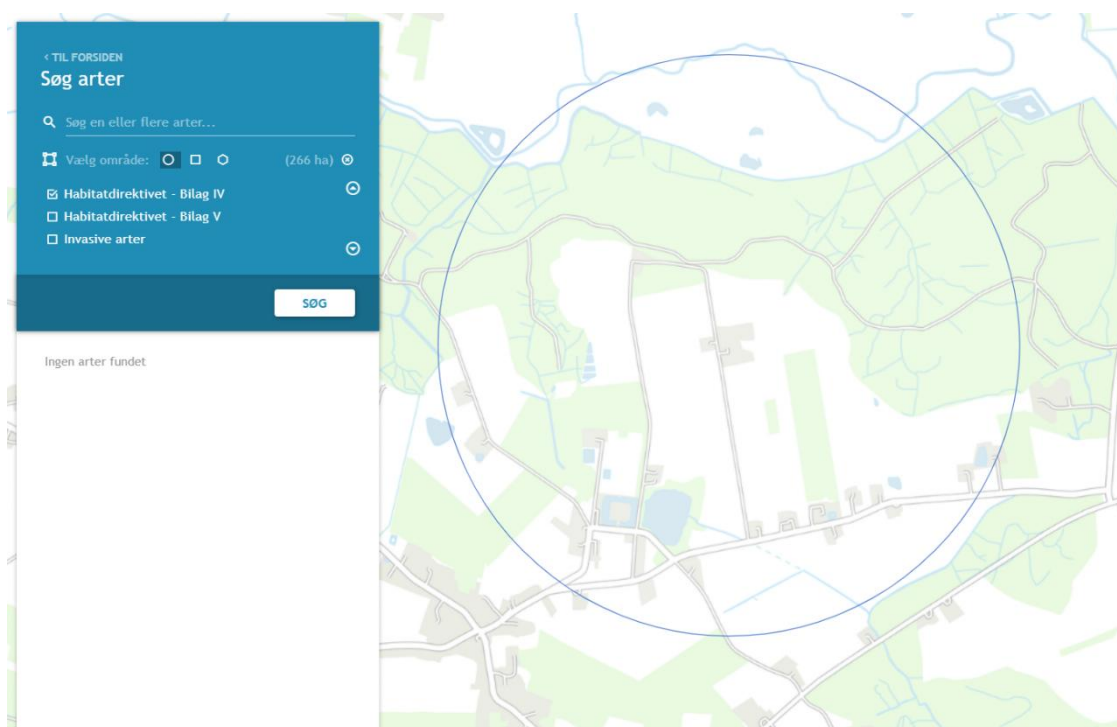 ‹ TIL FORSIDEN
Søg arter
Søg en eller flere arter...
Vælg område: (266 ha)
Habitatdirektivet - Bilag IV
Habitatdirektivet - Bilag V
Invasive arter
SØG
Ingen arter fundet